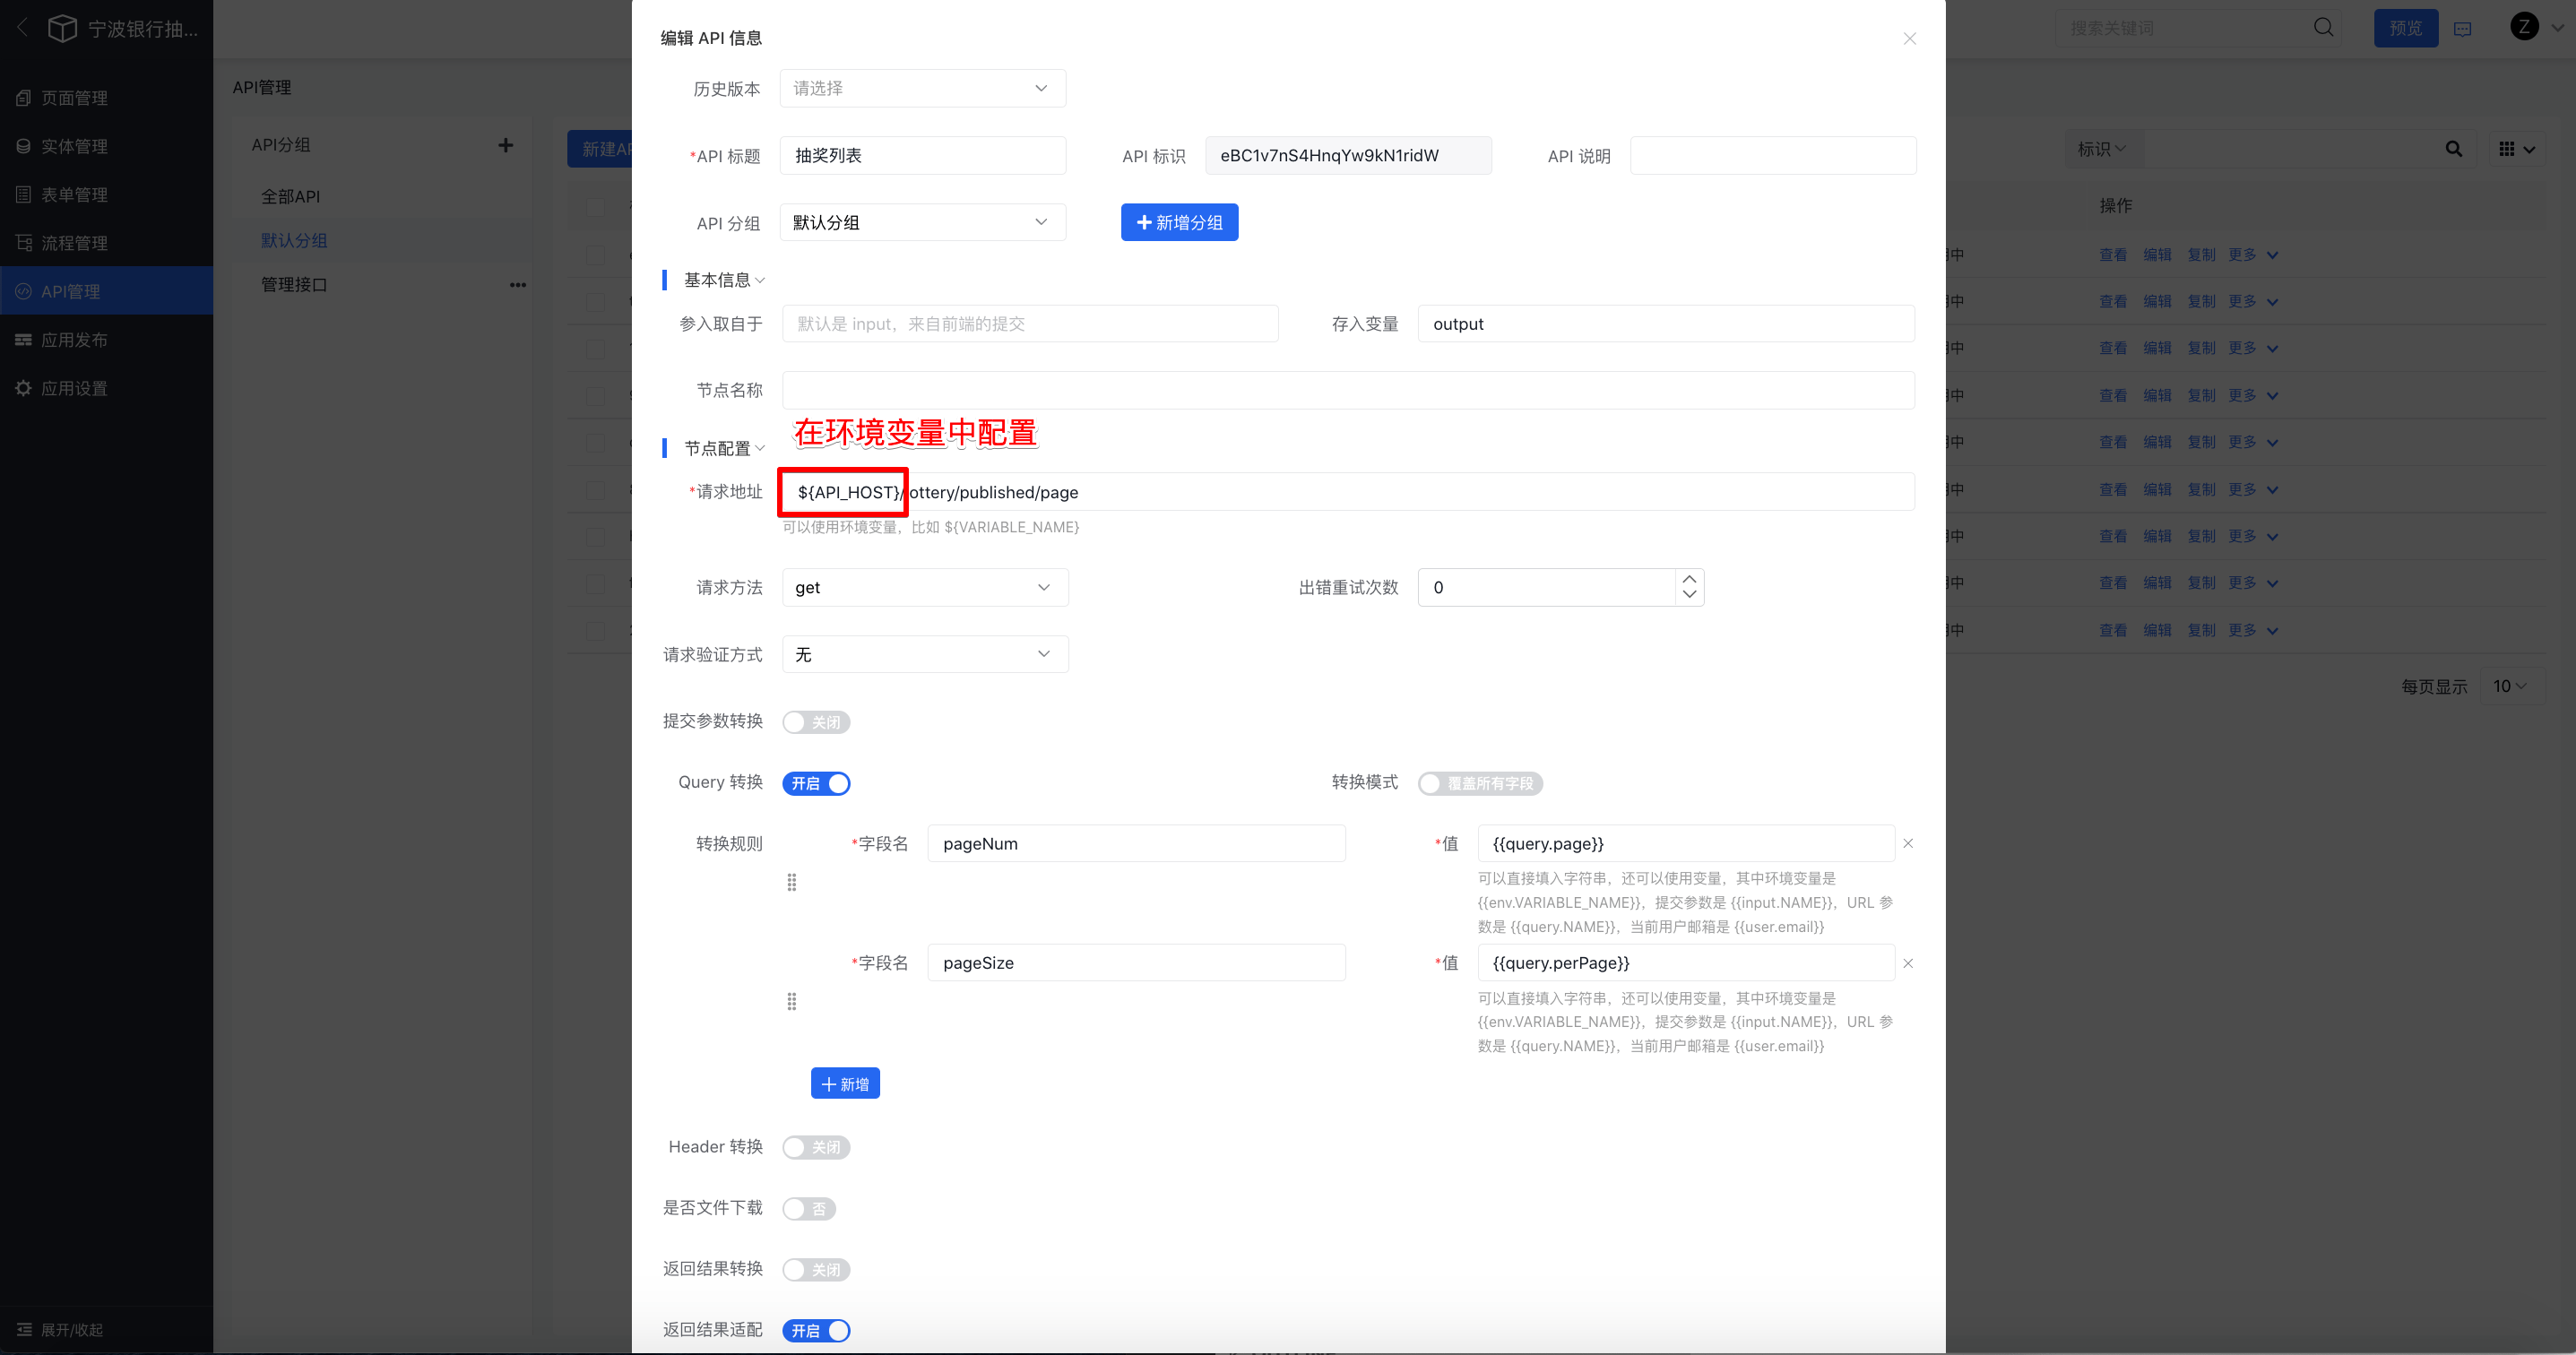 宁波银行抽...
搜索关键词
预览
Z
页面管理
实体管理
表单管理
流程管理
API管理
应用发布
应用设置
展开/收起
API管理
API分组
全部API
默认分组
管理接口
新建AP
标识
操作
查看 编辑 复制 更多
查看 编辑 复制 更多
查看 编辑 复制 更多
查看 编辑 复制 更多
查看 编辑 复制 更多
查看 编辑 复制 更多
查看 编辑 复制 更多
查看 编辑 复制 更多
查看 编辑 复制 更多
每页显示 10
编辑 API 信息
历史版本 请选择
*API 标题 抽奖列表 API 标识 eBC1v7nS4HnqYw9kN1ridW API 说明
API 分组 默认分组 新增分组
基本信息
参入取自于 默认是 input，来自前端的提交 存入变量 output
节点名称
在环境变量中配置
节点配置
*请求地址 ${API_HOST}/lottery/published/page
可以使用环境变量，比如 ${VARIABLE_NAME}
请求方法 get 出错重试次数 0
请求验证方式 无
提交参数转换 关闭
Query 转换 开启 转换模式 覆盖所有字段
转换规则 *字段名 pageNum *值 {{query.page}}
可以直接填入字符串，还可以使用变量，其中环境变量是
{{env.VARIABLE_NAME}}，提交参数是 {{input.NAME}}，URL 参
数是 {{query.NAME}}，当前用户邮箱是 {{user.email}}
*字段名 pageSize *值 {{query.perPage}}
可以直接填入字符串，还可以使用变量，其中环境变量是
{{env.VARIABLE_NAME}}，提交参数是 {{input.NAME}}，URL 参
数是 {{query.NAME}}，当前用户邮箱是 {{user.email}}
新增
Header 转换 关闭
是否文件下载 否
返回结果转换 关闭
返回结果适配 开启